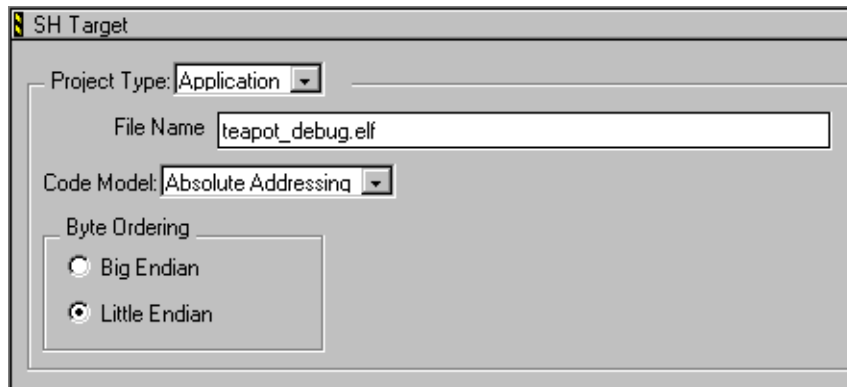 SH Target
Project Type: Application
File Name teapot_debug.elf
Code Model: Absolute Addressing
Byte Ordering
Big Endian
Little Endian